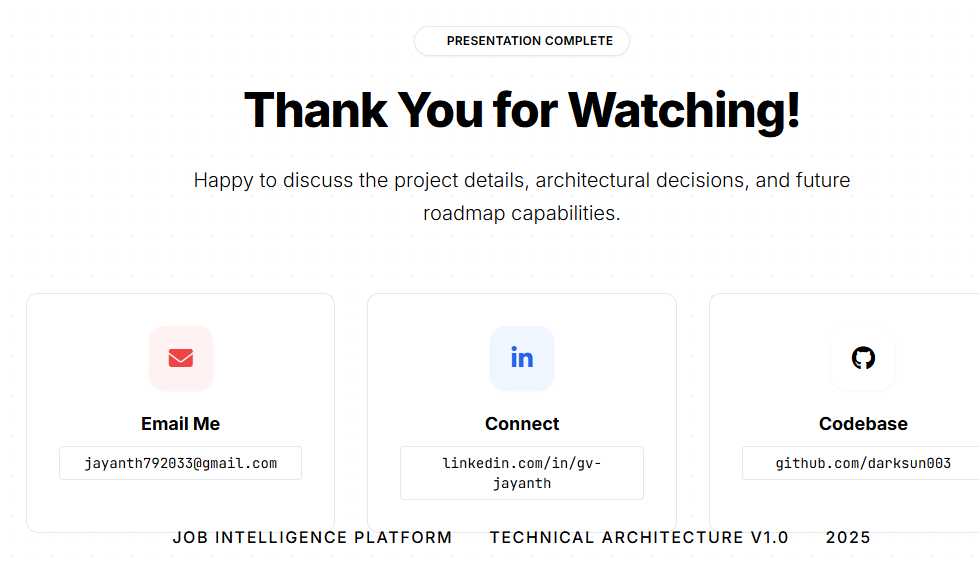 PRESENTATION COMPLETE
Thank You for Watching!
Happy to discuss the project details, architectural decisions, and future
roadmap capabilities.
in
Email Me
Connect
Codebase
jayanth792033@gmail.com
linkedin.com/in/gv-
jayanth
github.com/darksun003
JOB INTELLIGENCE PLATFORM TECHNICAL ARCHITECTURE V1.0 2025